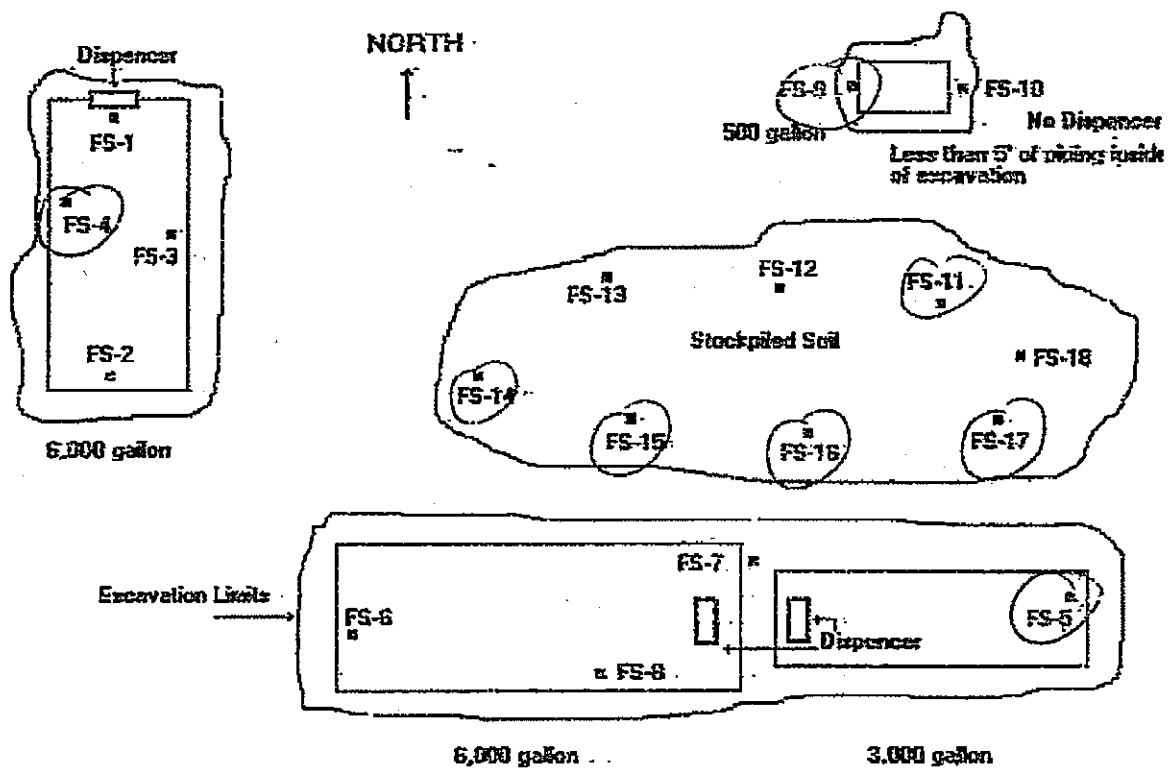 Dispencer
NORTH
FS-1
FS-4
FS-3
FS-2
6,000 gallon
FS-9
FS-10
500 gallon
No Dispencer
Less than 5' of piping inside
of excavation
FS-12
FS-11
FS-13
Stockpiled Soil
FS-18
FS-14
FS-15
FS-16
FS-17
FS-7
Excavation Limits
FS-6
FS-5
Dispencer
FS-8
6,000 gallon
3,000 gallon